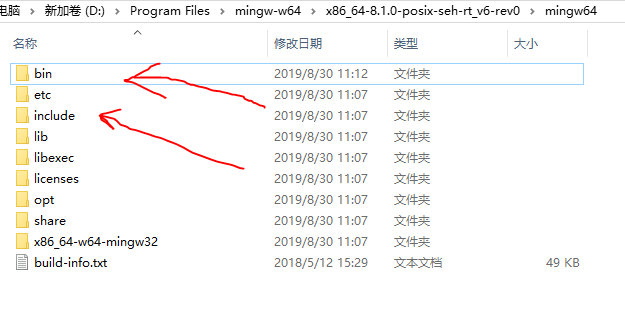 电脑 > 新加卷 (D:) > Program Files > mingw-w64 > x86_64-8.1.0-posix-seh-rt_v6-rev0 > mingw64
名称 修改日期 类型 大小
bin 2019/8/30 11:12 文件夹
etc 2019/8/30 11:07 文件夹
include 2019/8/30 11:07 文件夹
lib 2019/8/30 11:07 文件夹
libexec 2019/8/30 11:07 文件夹
licenses 2019/8/30 11:07 文件夹
opt 2019/8/30 11:07 文件夹
share 2019/8/30 11:07 文件夹
x86_64-w64-mingw32 2019/8/30 11:07 文件夹
build-info.txt 2018/5/12 15:29 文本文档 49 KB